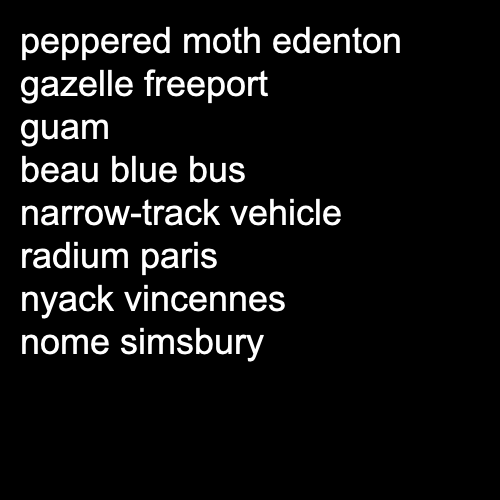 peppered moth edenton
gazelle freeport
guam
beau blue bus
narrow-track vehicle
radium paris
nyack vincennes
nome simsbury